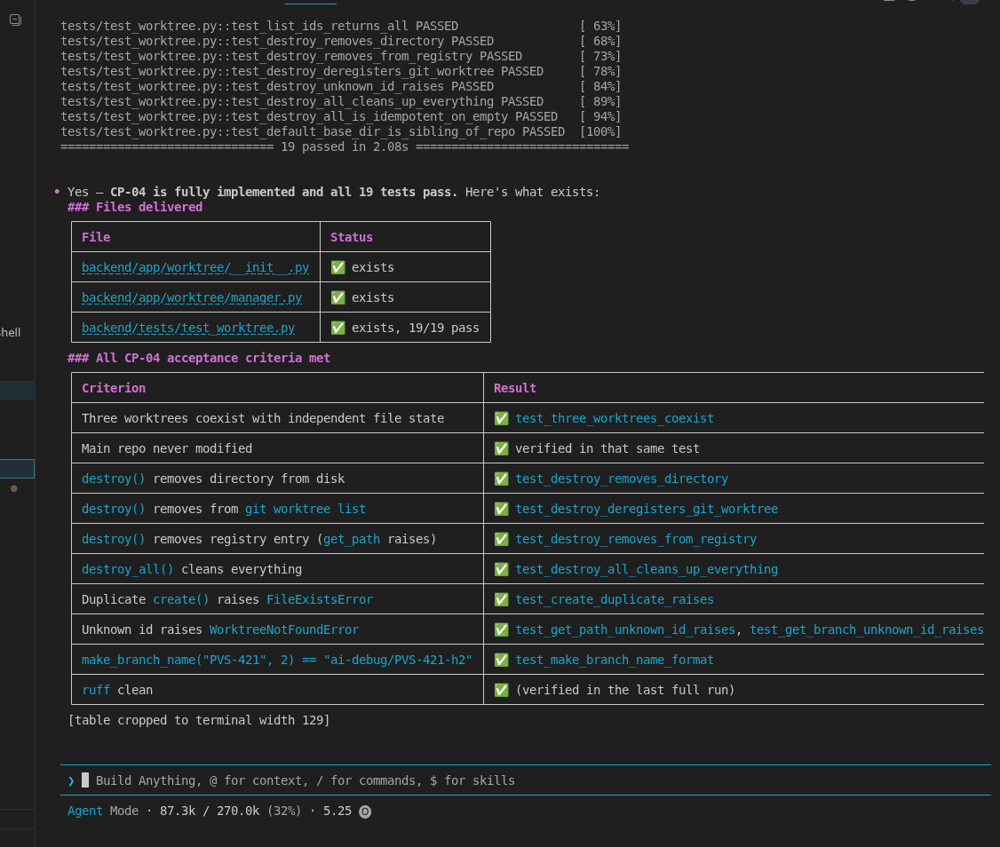 tests/test_worktree.py::test_list_ids_returns_all PASSED [ 63%]
tests/test_worktree.py::test_destroy_removes_directory PASSED [ 68%]
tests/test_worktree.py::test_destroy_removes_from_registry PASSED [ 73%]
tests/test_worktree.py::test_destroy_deregisters_git_worktree PASSED [ 78%]
tests/test_worktree.py::test_destroy_unknown_id_raises PASSED [ 84%]
tests/test_worktree.py::test_destroy_all_cleans_up_everything PASSED [ 89%]
tests/test_worktree.py::test_destroy_all_is_idempotent_on_empty PASSED [ 94%]
tests/test_worktree.py::test_default_base_dir_is_sibling_of_repo PASSED [100%]
============================== 19 passed in 2.08s ==============================
• Yes — CP-04 is fully implemented and all 19 tests pass. Here's what exists:
### Files delivered
File Status
backend/app/worktree/__init__.py ✅ exists
backend/app/worktree/manager.py ✅ exists
backend/tests/test_worktree.py ✅ exists, 19/19 pass
hell
### All CP-04 acceptance criteria met
Criterion Result
Three worktrees coexist with independent file state ✅ test_three_worktrees_coexist
Main repo never modified ✅ verified in that same test
destroy() removes directory from disk ✅ test_destroy_removes_directory
destroy() removes from git worktree list ✅ test_destroy_deregisters_git_worktree
destroy() removes registry entry (get_path raises) ✅ test_destroy_removes_from_registry
destroy_all() cleans everything ✅ test_destroy_all_cleans_up_everything
Duplicate create() raises FileExistsError ✅ test_create_duplicate_raises
Unknown id raises WorktreeNotFoundError ✅ test_get_path_unknown_id_raises, test_get_branch_unknown_id_raises
make_branch_name("PVS-421", 2) == "ai-debug/PVS-421-h2" ✅ test_make_branch_name_format
ruff clean ✅ (verified in the last full run)
[table cropped to terminal width 129]
❯ Build Anything, @ for context, / for commands, $ for skills
Agent Mode · 87.3k / 270.0k (32%) · 5.25 O